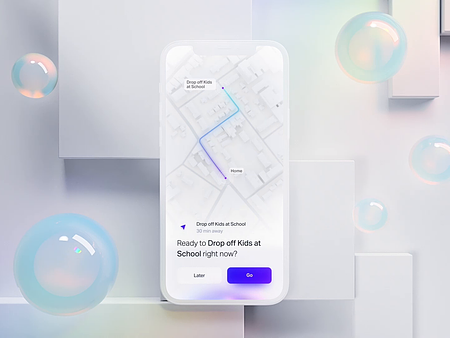 Drop off Kids
at School
Home
Drop off Kids at School
30 min away
Ready to Drop off Kids at
School right now?
Later
Go